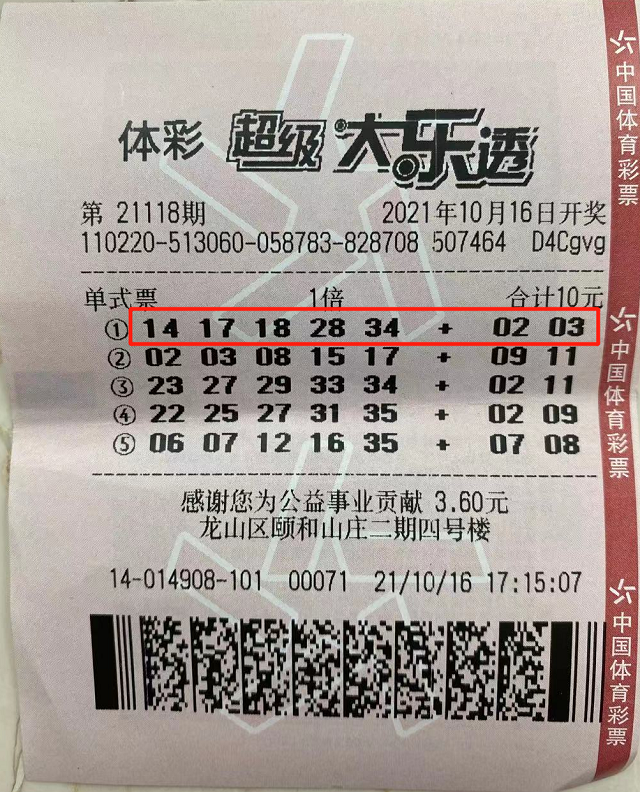 体彩 超级大乐透
第 21118期 2021年10月16日开奖
110220-513060-058783-828708 507464 D4Cgvg
单式票 1倍 合计10元
① 14 17 18 28 34 + 02 03
② 02 03 08 15 17 + 09 11
③ 23 27 29 33 34 + 02 11
④ 22 25 27 31 35 + 02 09
⑤ 06 07 12 16 35 + 07 08
感谢您为公益事业贡献 3.60元
龙山区颐和山庄二期四号楼
14-014908-101 00071 21/10/16 17:15:07
中国体育彩票
中国体育彩票
中国体育彩票